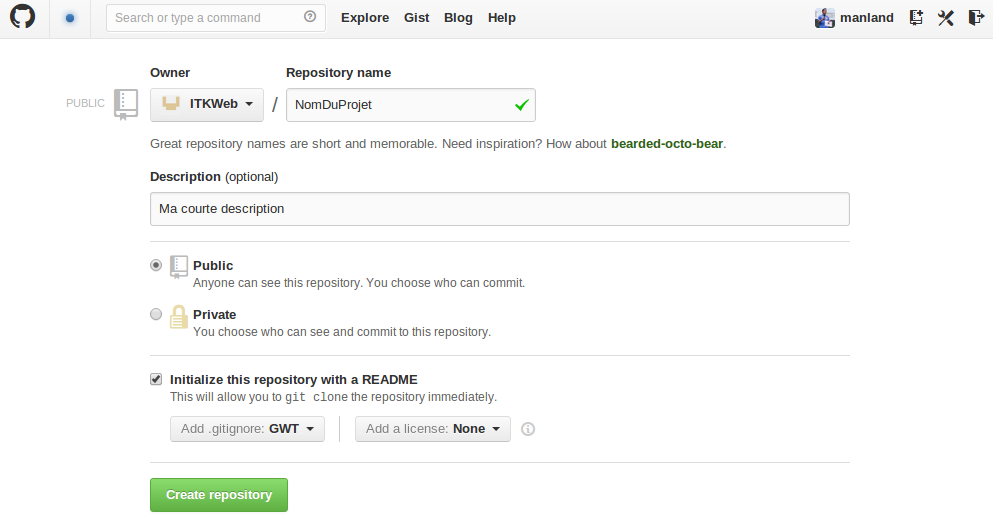 Search or type a command
Explore Gist Blog Help
manland
Owner
Repository name
PUBLIC
ITKWeb
/
NomDuProjet
Great repository names are short and memorable. Need inspiration? How about bearded-octo-bear.
Description (optional)
Ma courte description
Public
Anyone can see this repository. You choose who can commit.
Private
You choose who can see and commit to this repository.
Initialize this repository with a README
This will allow you to git clone the repository immediately.
Add .gitignore: GWT
Add a license: None
Create repository